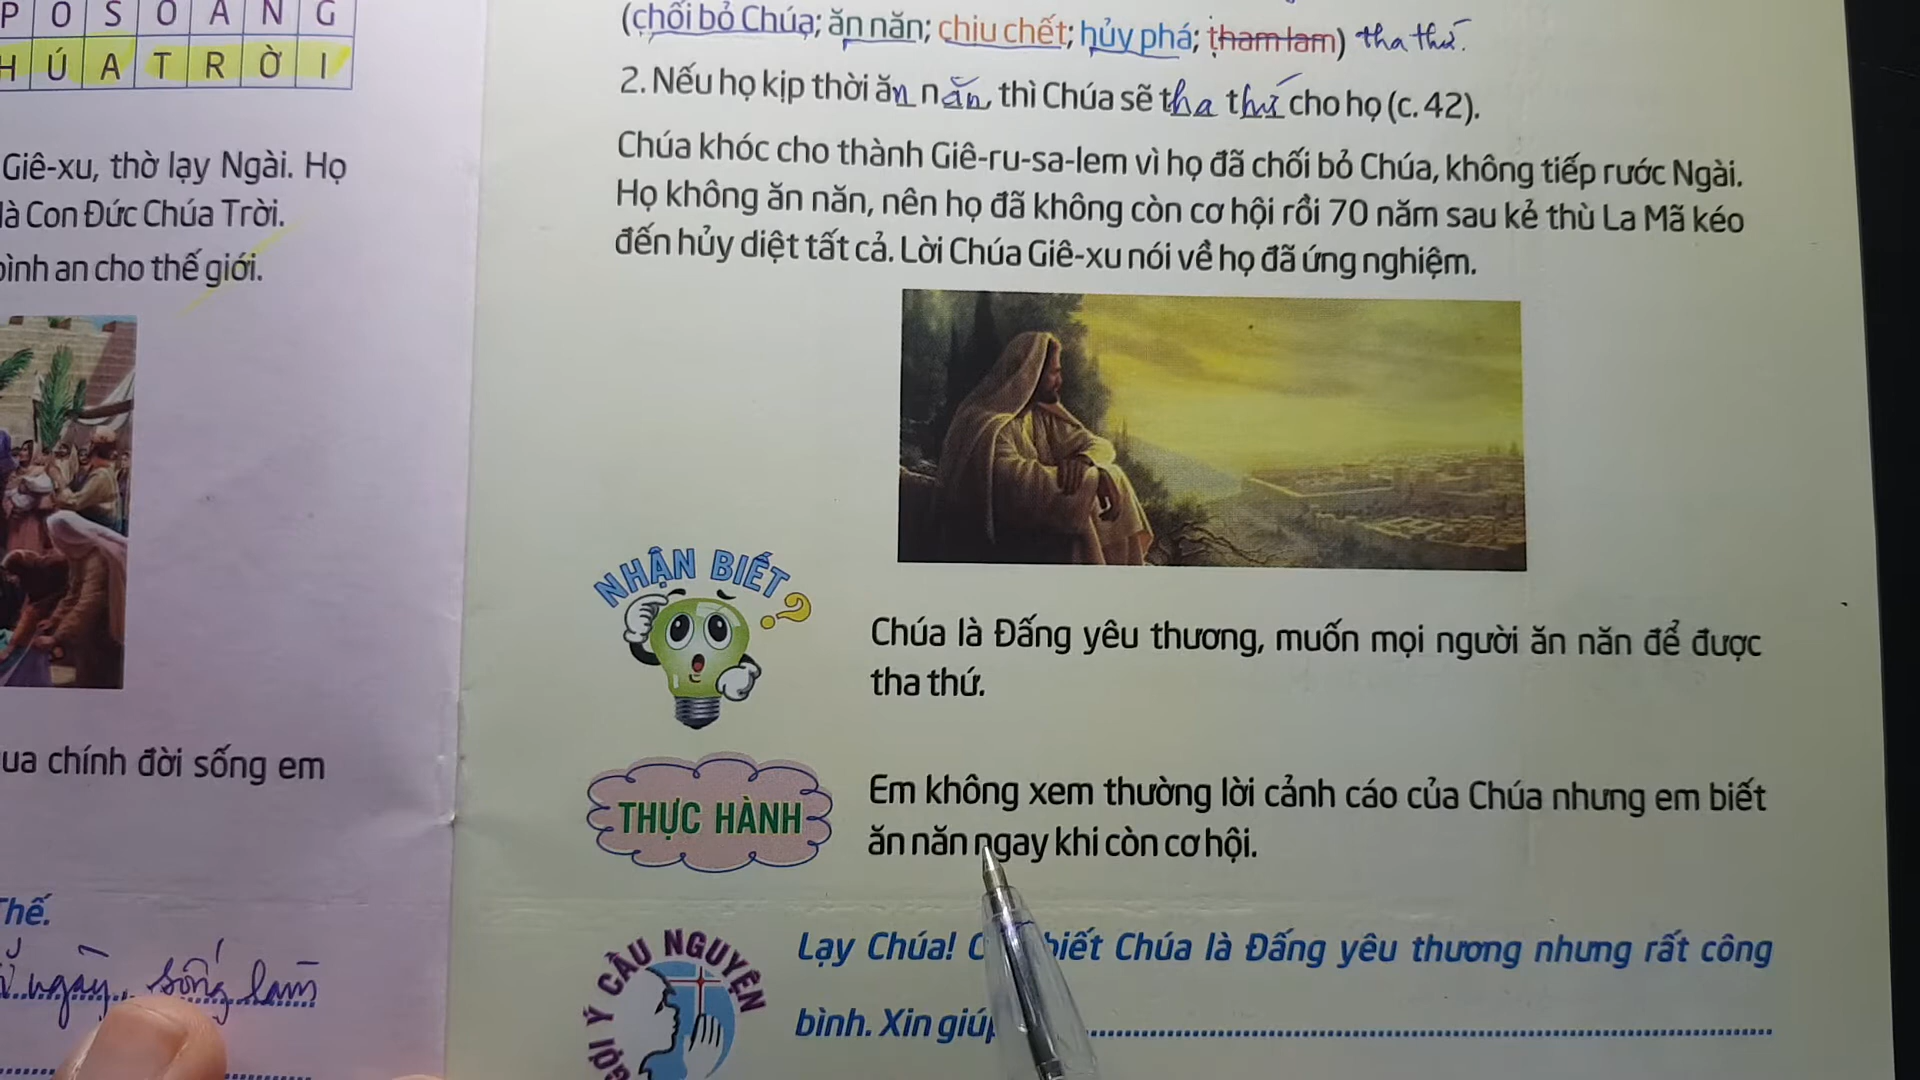 P O S O A N G
H Ú A T R Ờ I
Giê-xu, thờ lạy Ngài. Họ
là Con Đức Chúa Trời.
bình an cho thế giới.
ua chính đời sống em
Thế.
ngày, sống làm
(chối bỏ Chúa; ăn năn; chịu chết; hủy phá; tham lam) tha thứ.
2. Nếu họ kịp thời ăn năn, thì Chúa sẽ tha thứ cho họ (c. 42).
Chúa khóc cho thành Giê-ru-sa-lem vì họ đã chối bỏ Chúa, không tiếp rước Ngài.
Họ không ăn năn, nên họ đã không còn cơ hội rồi 70 năm sau kẻ thù La Mã kéo
đến hủy diệt tất cả. Lời Chúa Giê-xu nói về họ đã ứng nghiệm.
NHẬN BIẾT?
Chúa là Đấng yêu thương, muốn mọi người ăn năn để được
tha thứ.
THỰC HÀNH
Em không xem thường lời cảnh cáo của Chúa nhưng em biết
ăn năn ngay khi còn cơ hội.
GỢI Ý CẦU NGUYỆN
Lạy Chúa! biết Chúa là Đấng yêu thương nhưng rất công
bình. Xin giúp